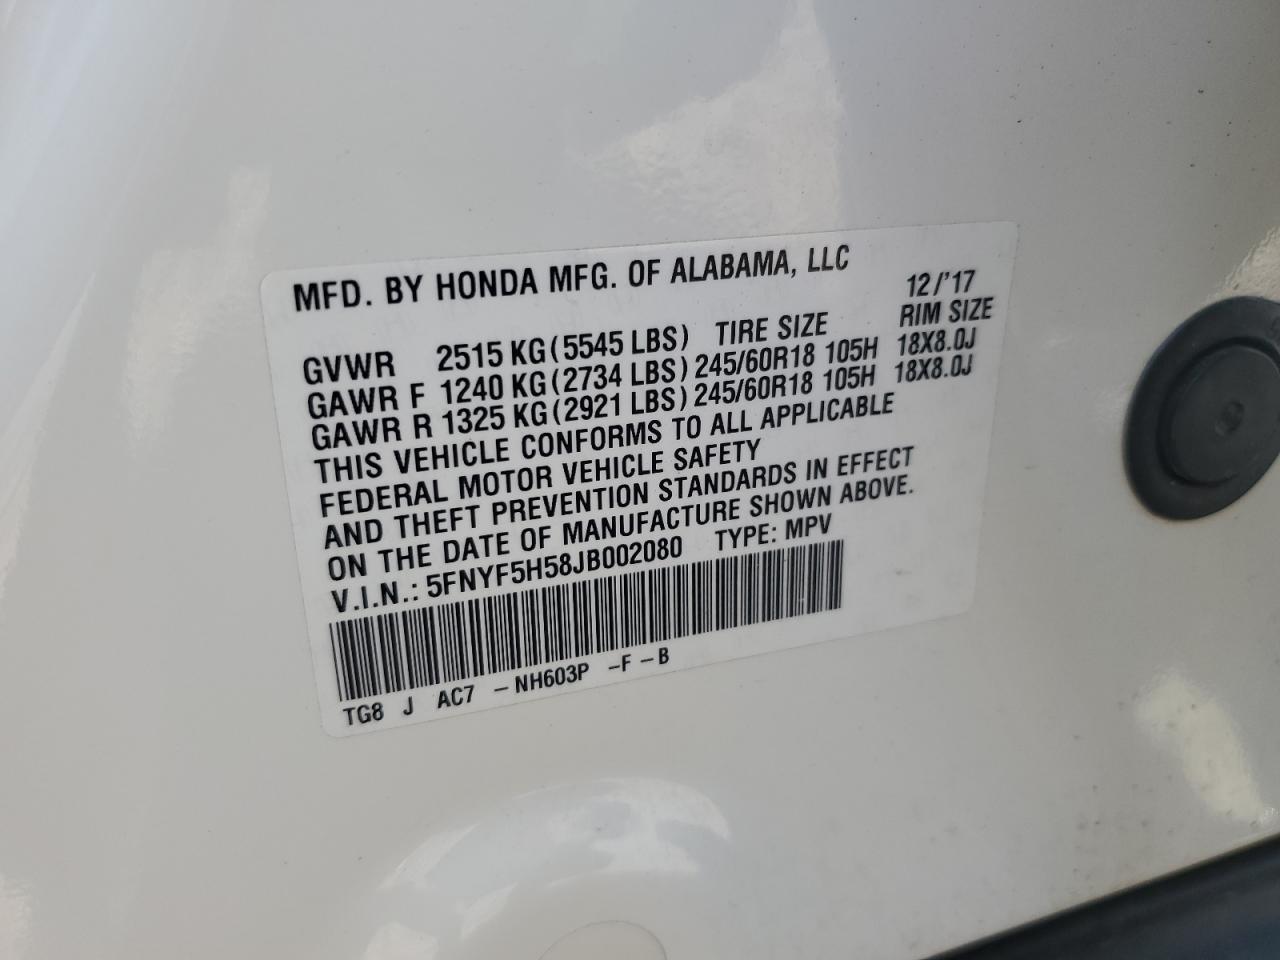 MFD. BY HONDA MFG. OF ALABAMA, LLC 12/'17
GVWR 2515 KG (5545 LBS) TIRE SIZE RIM SIZE
GAWR F 1240 KG (2734 LBS) 245/60R18 105H 18X8.0J
GAWR R 1325 KG (2921 LBS) 245/60R18 105H 18X8.0J
THIS VEHICLE CONFORMS TO ALL APPLICABLE
FEDERAL MOTOR VEHICLE SAFETY
AND THEFT PREVENTION STANDARDS IN EFFECT
ON THE DATE OF MANUFACTURE SHOWN ABOVE.
V.I.N.: 5FNYF5H58JB002080 TYPE: MPV
TG8 J AC7 - NH603P - F - B